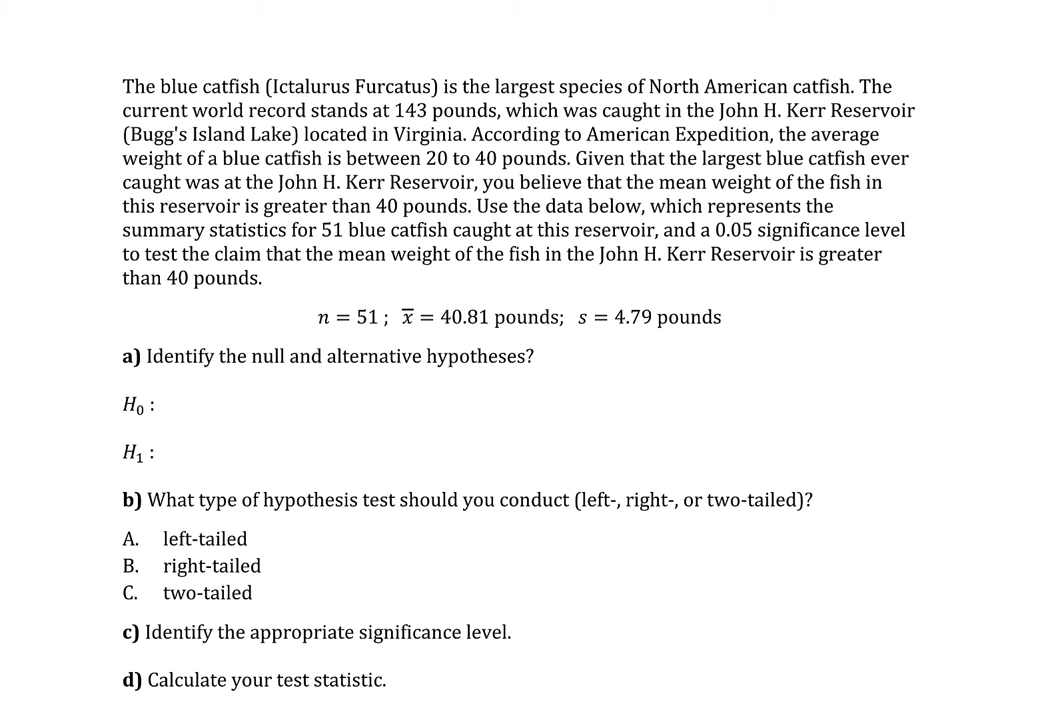 The blue catfish (Ictalurus Furcatus) is the largest species of North American catfish. The
current world record stands at 143 pounds, which was caught in the John H. Kerr Reservoir
(Bugg's Island Lake) located in Virginia. According to American Expedition, the average
weight of a blue catfish is between 20 to 40 pounds. Given that the largest blue catfish ever
caught was at the John H. Kerr Reservoir, you believe that the mean weight of the fish in
this reservoir is greater than 40 pounds. Use the data below, which represents the
summary statistics for 51 blue catfish caught at this reservoir, and a 0.05 significance level
to test the claim that the mean weight of the fish in the John H. Kerr Reservoir is greater
than 40 pounds.
n = 51 ; x̅ = 40.81 pounds; s = 4.79 pounds
a) Identify the null and alternative hypotheses?
H₀ :
H₁ :
b) What type of hypothesis test should you conduct (left-, right-, or two-tailed)?
A. left-tailed
B. right-tailed
C. two-tailed
c) Identify the appropriate significance level.
d) Calculate your test statistic.